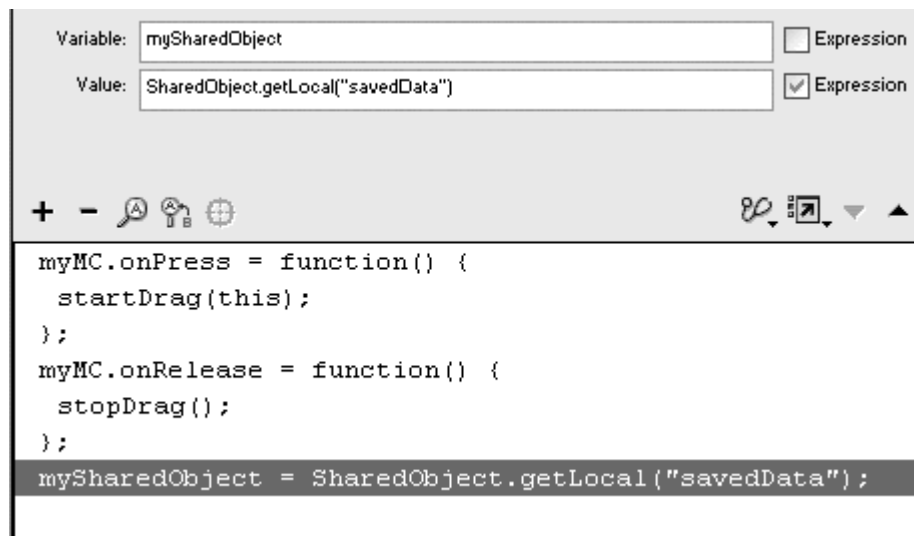 Variable: mySharedObject Expression
Value: SharedObject.getLocal("savedData") Expression
myMC.onPress = function() {
startDrag(this);
};
myMC.onRelease = function() {
stopDrag();
};
mySharedObject = SharedObject.getLocal("savedData");